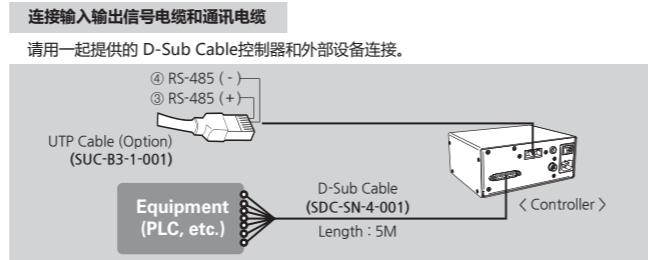 连接输入输出信号电缆和通讯电缆
请用一起提供的 D-Sub Cable控制器和外部设备连接。
④ RS-485 ( - )
③ RS-485 (+)
UTP Cable (Option)
(SUC-B3-1-001)
D-Sub Cable
(SDC-SN-4-001)
Length : 5M
Equipment
(PLC, etc.)
〈 Controller 〉